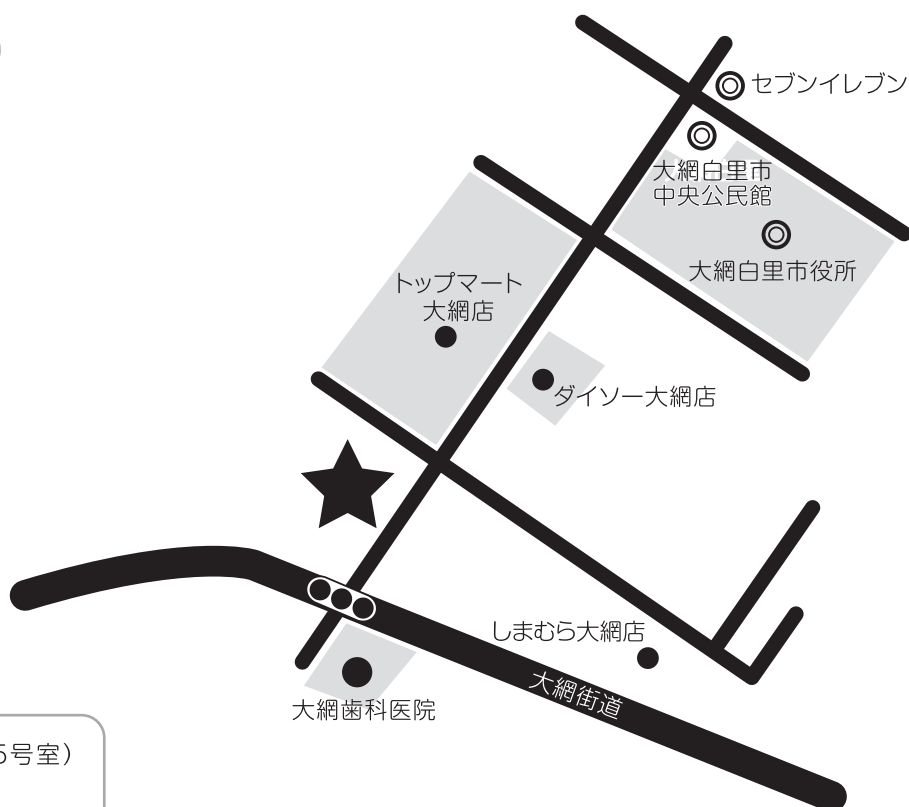 セブンイレブン
大網白里市
中央公民館
大網白里市役所
トップマート
大網店
ダイソー大網店
しまむら大網店
大網街道
大網歯科医院
5号室）